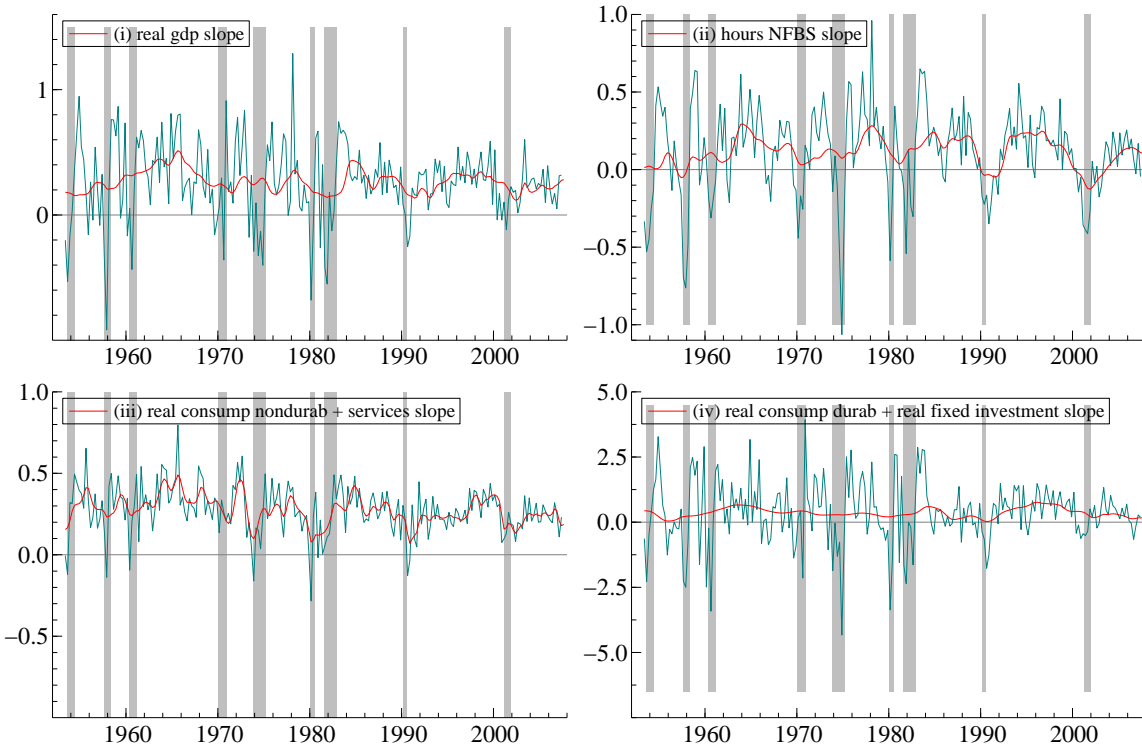 (i) real gdp slope
1
0
1960 1970 1980 1990 2000
(ii) hours NFBS slope
1.0
0.5
0.0
−0.5
−1.0
1960 1970 1980 1990 2000
(iii) real consump nondurab + services slope
1.0
0.5
0.0
−0.5
1960 1970 1980 1990 2000
(iv) real consump durab + real fixed investment slope
5.0
2.5
0.0
−2.5
−5.0
1960 1970 1980 1990 2000